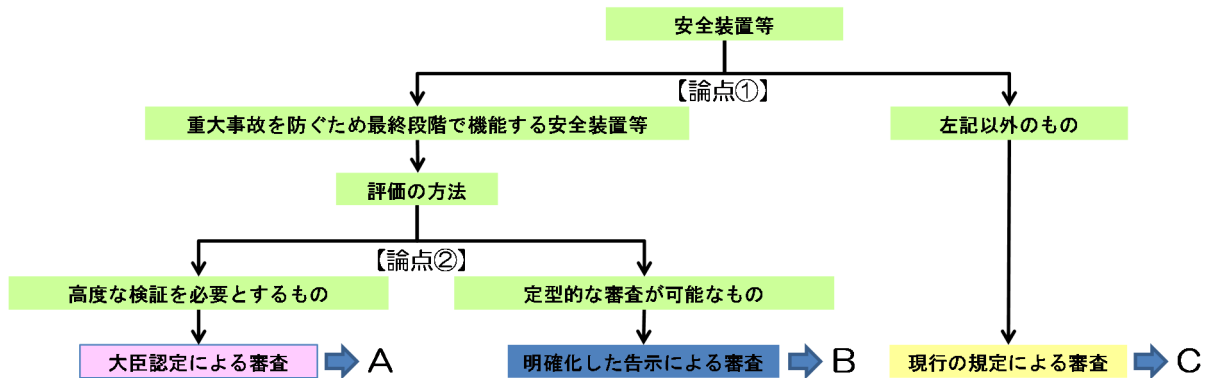 安全装置等
【論点①】
重大事故を防ぐため最終段階で機能する安全装置等
左記以外のもの
評価の方法
【論点②】
高度な検証を必要とするもの
定型的な審査が可能なもの
大臣認定による審査
A
明確化した告示による審査
B
現行の規定による審査
C